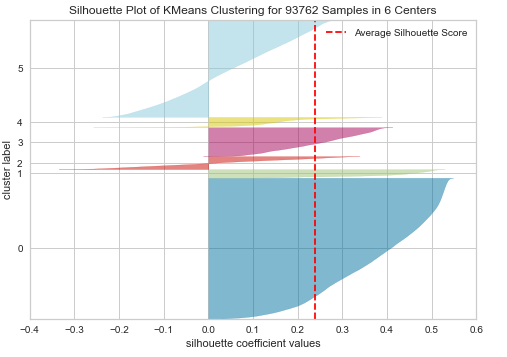 Silhouette Plot of KMeans Clustering for 93762 Samples in 6 Centers
Average Silhouette Score
cluster label
5
4
3
2
1
0
−0.4 −0.3 −0.2 −0.1 0.0 0.1 0.2 0.3 0.4 0.5 0.6
silhouette coefficient values